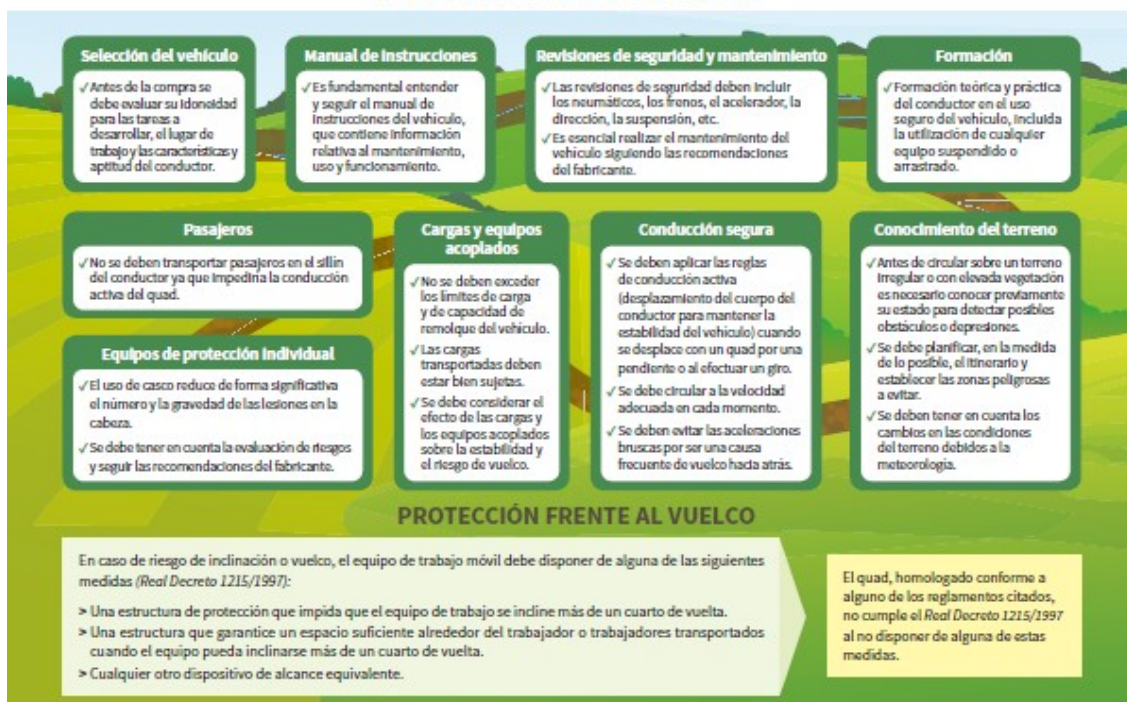 Selección del vehículo
✓Antes de la compra se
debe evaluar su idoneidad
para las tareas a
desarrollar, el lugar de
trabajo y las características y
aptitud del conductor.
Manual de instrucciones
✓Es fundamental entender
y seguir el manual de
instrucciones del vehículo,
que contiene información
relativa al mantenimiento,
uso y funcionamiento.
Revisiones de seguridad y mantenimiento
✓Las revisiones de seguridad deben incluir
los neumáticos, los frenos, el acelerador, la
dirección, la suspensión, etc.
✓Es esencial realizar el mantenimiento del
vehículo siguiendo las recomendaciones
del fabricante.
Formación
✓Formación teórica y práctica
del conductor en el uso
seguro del vehículo, incluida
la utilización de cualquier
equipo suspendido o
arrastrado.
Pasajeros
✓No se deben transportar pasajeros en el sillín
del conductor ya que impediría la conducción
activa del quad.
Equipos de protección individual
✓El uso de casco reduce de forma significativa
el número y la gravedad de las lesiones en la
cabeza.
✓Se debe tener en cuenta la evaluación de riesgos
y seguir las recomendaciones del fabricante.
Cargas y equipos
acoplados
✓No se deben exceder
los límites de carga
y de capacidad de
remolque del vehículo.
✓Las cargas
transportadas deben
estar bien sujetas.
✓Se debe considerar el
efecto de las cargas y
los equipos acoplados
sobre la estabilidad y
el riesgo de vuelco.
Conducción segura
✓Se deben aplicar las reglas
de conducción activa
(desplazamiento del cuerpo del
conductor para mantener la
estabilidad del vehículo) cuando
se desplace con un quad por una
pendiente o al efectuar un giro.
✓Se debe circular a la velocidad
adecuada en cada momento.
✓Se deben evitar las aceleraciones
bruscas por ser una causa
frecuente de vuelco hacia atrás.
Conocimiento del terreno
✓Antes de circular sobre un terreno
irregular o con elevada vegetación
es necesario conocer previamente
su estado para detectar posibles
obstáculos o depresiones.
✓Se debe planificar, en la medida
de lo posible, el itinerario y
establecer las zonas peligrosas
a evitar.
✓Se deben tener en cuenta los
cambios en las condiciones
del terreno debidos a la
meteorología.
PROTECCIÓN FRENTE AL VUELCO
En caso de riesgo de inclinación o vuelco, el equipo de trabajo móvil debe disponer de alguna de las siguientes
medidas (Real Decreto 1215/1997):
> Una estructura de protección que impida que el equipo de trabajo se incline más de un cuarto de vuelta.
> Una estructura que garantice un espacio suficiente alrededor del trabajador o trabajadores transportados
cuando el equipo pueda inclinarse más de un cuarto de vuelta.
> Cualquier otro dispositivo de alcance equivalente.
El quad, homologado conforme a
alguno de los reglamentos citados,
no cumple el Real Decreto 1215/1997
al no disponer de alguna de estas
medidas.